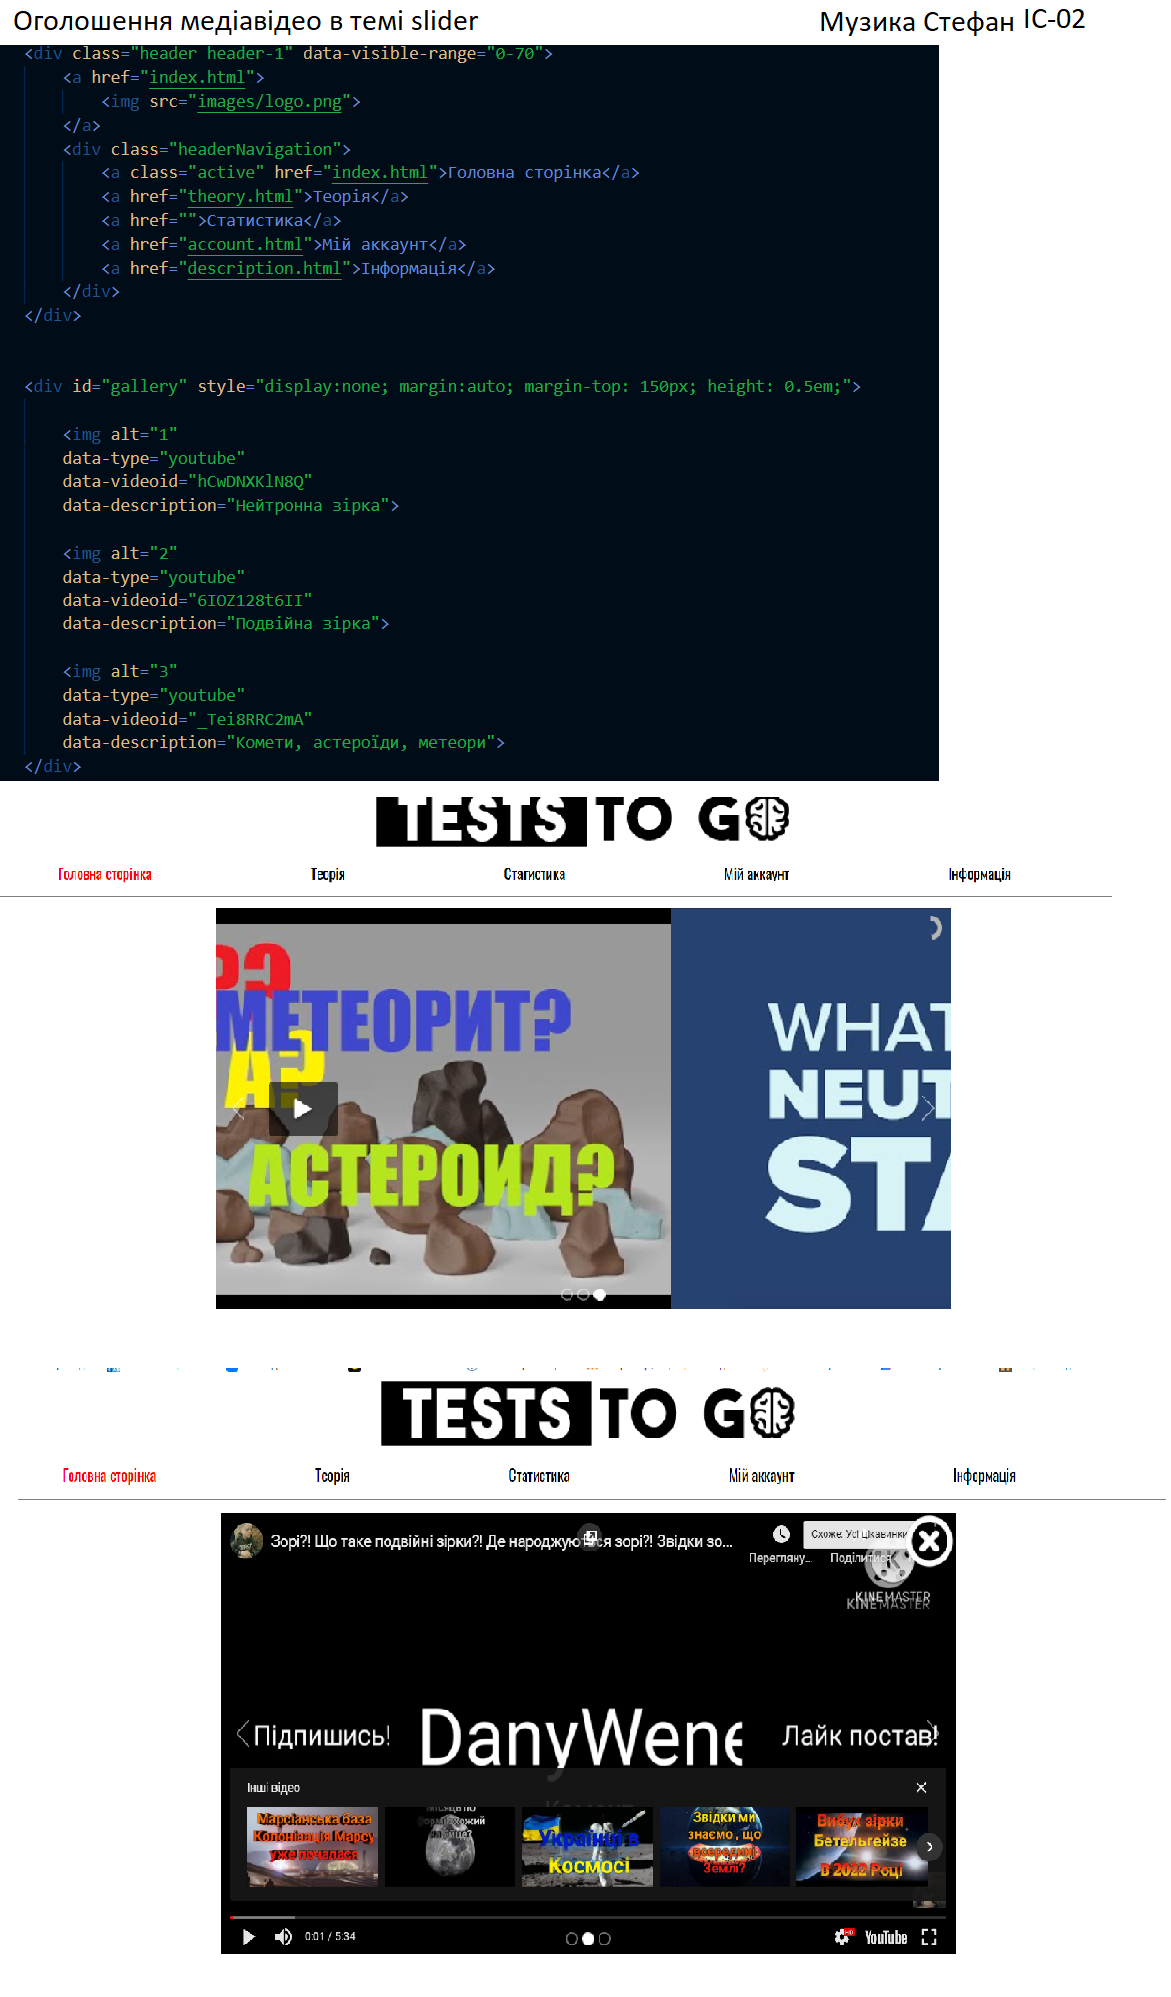 Оголошення медіавідео в темі slider
Музика Стефан ІС-02
<div class="header header-1" data-visible-range="0-70">
<a href="index.html">
<img src="images/logo.png">
</a>
<div class="headerNavigation">
<a class="active" href="index.html">Головна сторінка</a>
<a href="theory.html">Теорія</a>
<a href="">Статистика</a>
<a href="account.html">Мій аккаунт</a>
<a href="description.html">Інформація</a>
</div>
</div>
<div id="gallery" style="display:none; margin:auto; margin-top: 150px; height: 0.5em;">
<img alt="1"
data-type="youtube"
data-videoid="hCwDNXKlN8Q"
data-description="Нейтронна зірка">
<img alt="2"
data-type="youtube"
data-videoid="6IOZ128t6II"
data-description="Подвійна зірка">
<img alt="3"
data-type="youtube"
data-videoid="_Tei8RRC2mA"
data-description="Комети, астероїди, метеори">
</div>
TESTS TO GO
Головна сторінка Теорія Статистика Мій аккаунт Інформація
МЕТЕОРИТ?
А?
АСТЕРОИД?
WHAT
NEUT
STA
TESTS TO GO
Головна сторінка Теорія Статистика Мій аккаунт Інформація
Зорі?! Що таке подвійні зірки?! Де народжуються зорі?! Звідки зо...
Схоже: Усі цікавинки
Перегляну... Поділитися
KINEMASTER
Підпишись! DanyWene Лайк постав!
Інші відео
Марсіанська база
Колонізація Марсу
уже почалася
Українці в
Космосі
Звідки ми
знаємо, що
всередині
Землі?
Вибух зірки
Бетельгейзе
В 2022 Році
0:01 / 5:34
HD
YouTube